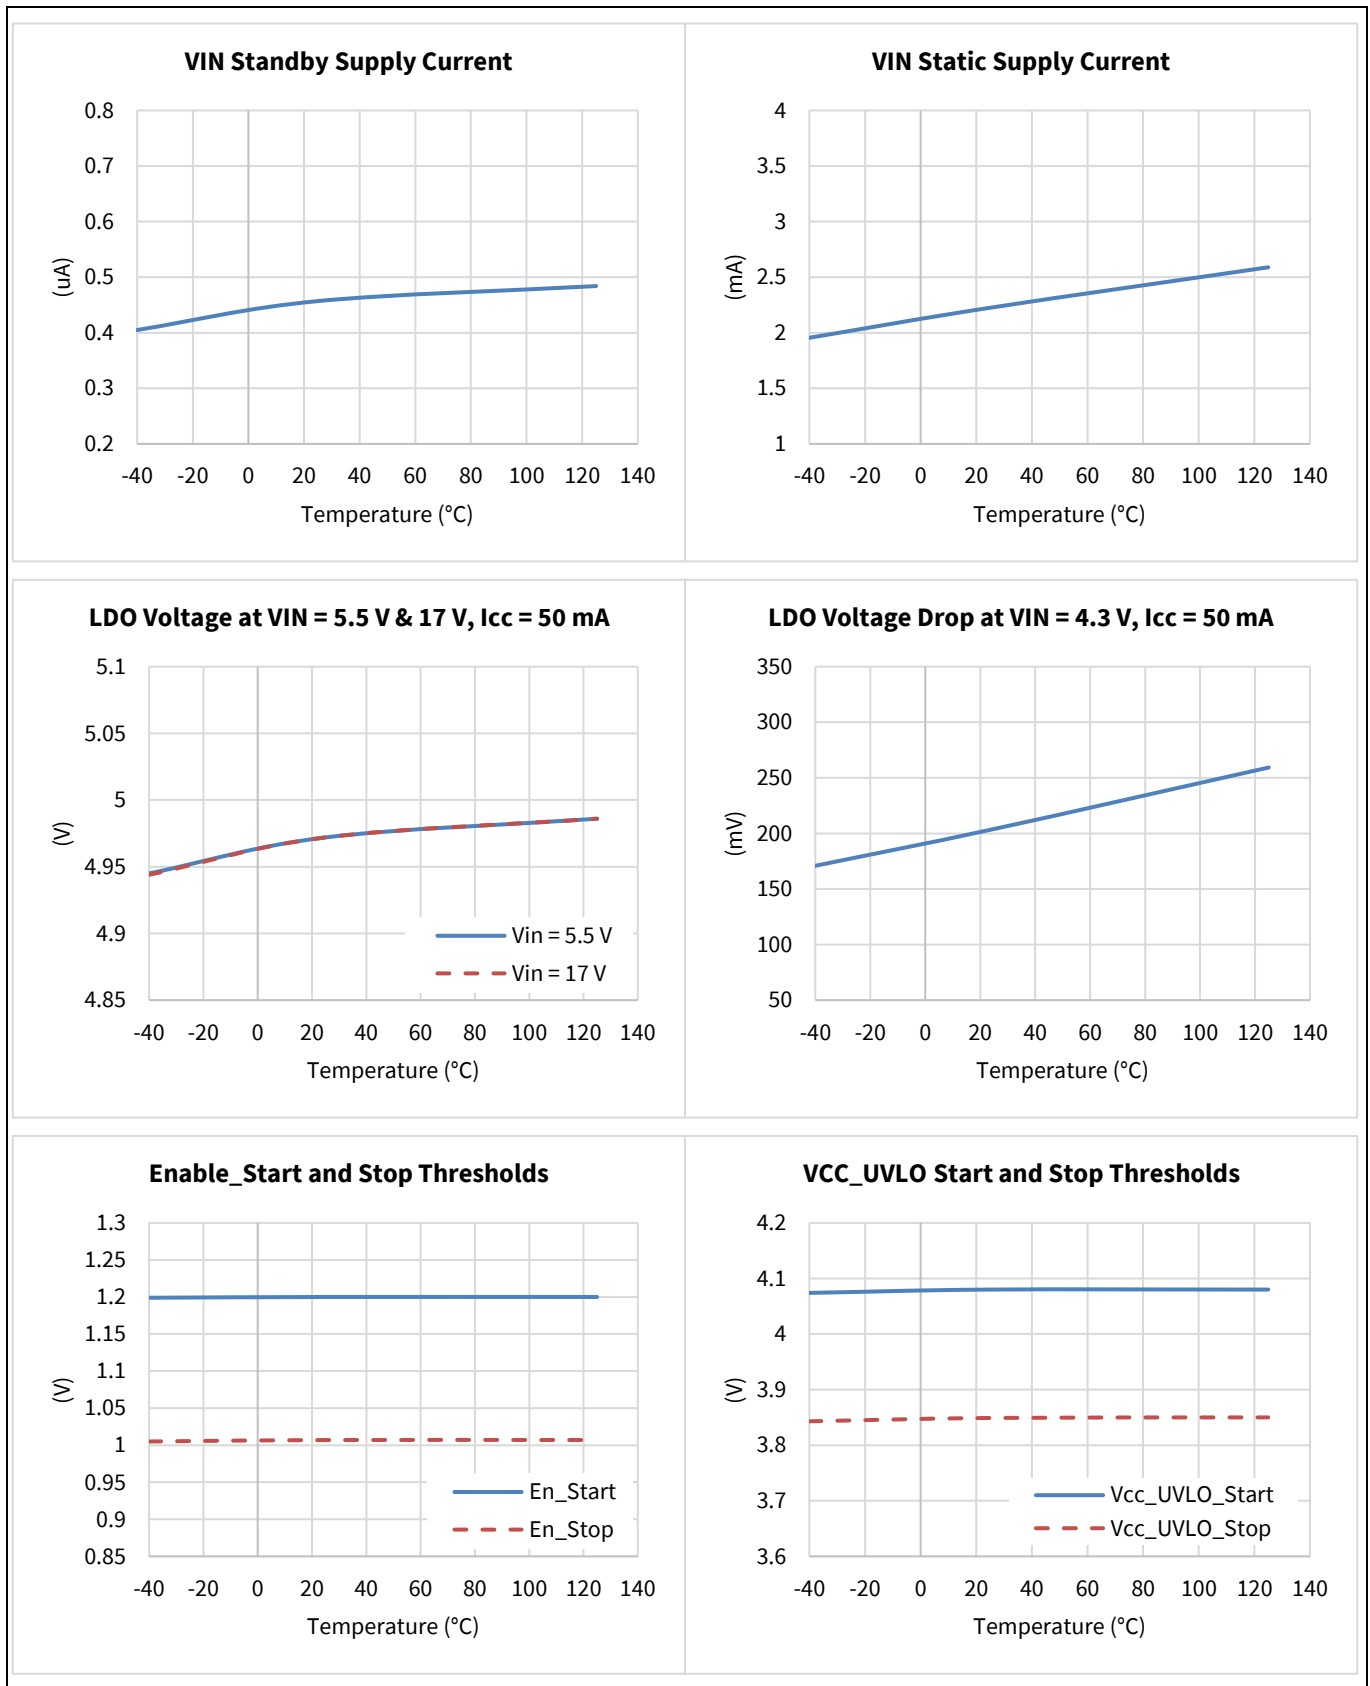 VIN Standby Supply Current
0.8
0.7
0.6
0.5
0.4
0.3
0.2
(uA)
-40 -20 0 20 40 60 80 100 120 140
Temperature (°C)
VIN Static Supply Current
4
3.5
3
2.5
2
1.5
1
(mA)
-40 -20 0 20 40 60 80 100 120 140
Temperature (°C)
LDO Voltage at VIN = 5.5 V & 17 V, Icc = 50 mA
5.1
5.05
5
4.95
4.9
4.85
(V)
Vin = 5.5 V
Vin = 17 V
-40 -20 0 20 40 60 80 100 120 140
Temperature (°C)
LDO Voltage Drop at VIN = 4.3 V, Icc = 50 mA
350
300
250
200
150
100
50
(mV)
-40 -20 0 20 40 60 80 100 120 140
Temperature (°C)
Enable_Start and Stop Thresholds
1.3
1.25
1.2
1.15
1.1
1.05
1
0.95
0.9
0.85
(V)
En_Start
En_Stop
-40 -20 0 20 40 60 80 100 120 140
Temperature (°C)
VCC_UVLO Start and Stop Thresholds
4.2
4.1
4
3.9
3.8
3.7
3.6
(V)
Vcc_UVLO_Start
Vcc_UVLO_Stop
-40 -20 0 20 40 60 80 100 120 140
Temperature (°C)